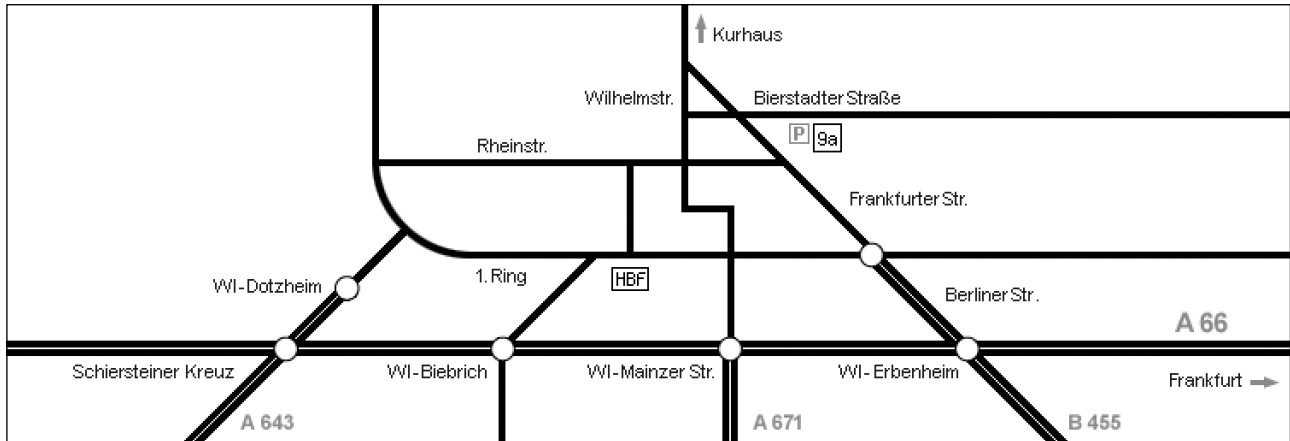 Kurhaus
Wilhelmstr.
Bierstadter Straße
P
9a
Rheinstr.
Frankfurter Str.
WI-Dotzheim
1. Ring
HBF
Berliner Str.
A 66
Schiersteiner Kreuz
WI-Biebrich
WI-Mainzer Str.
WI-Erbenheim
Frankfurt
A 643
A 671
B 455